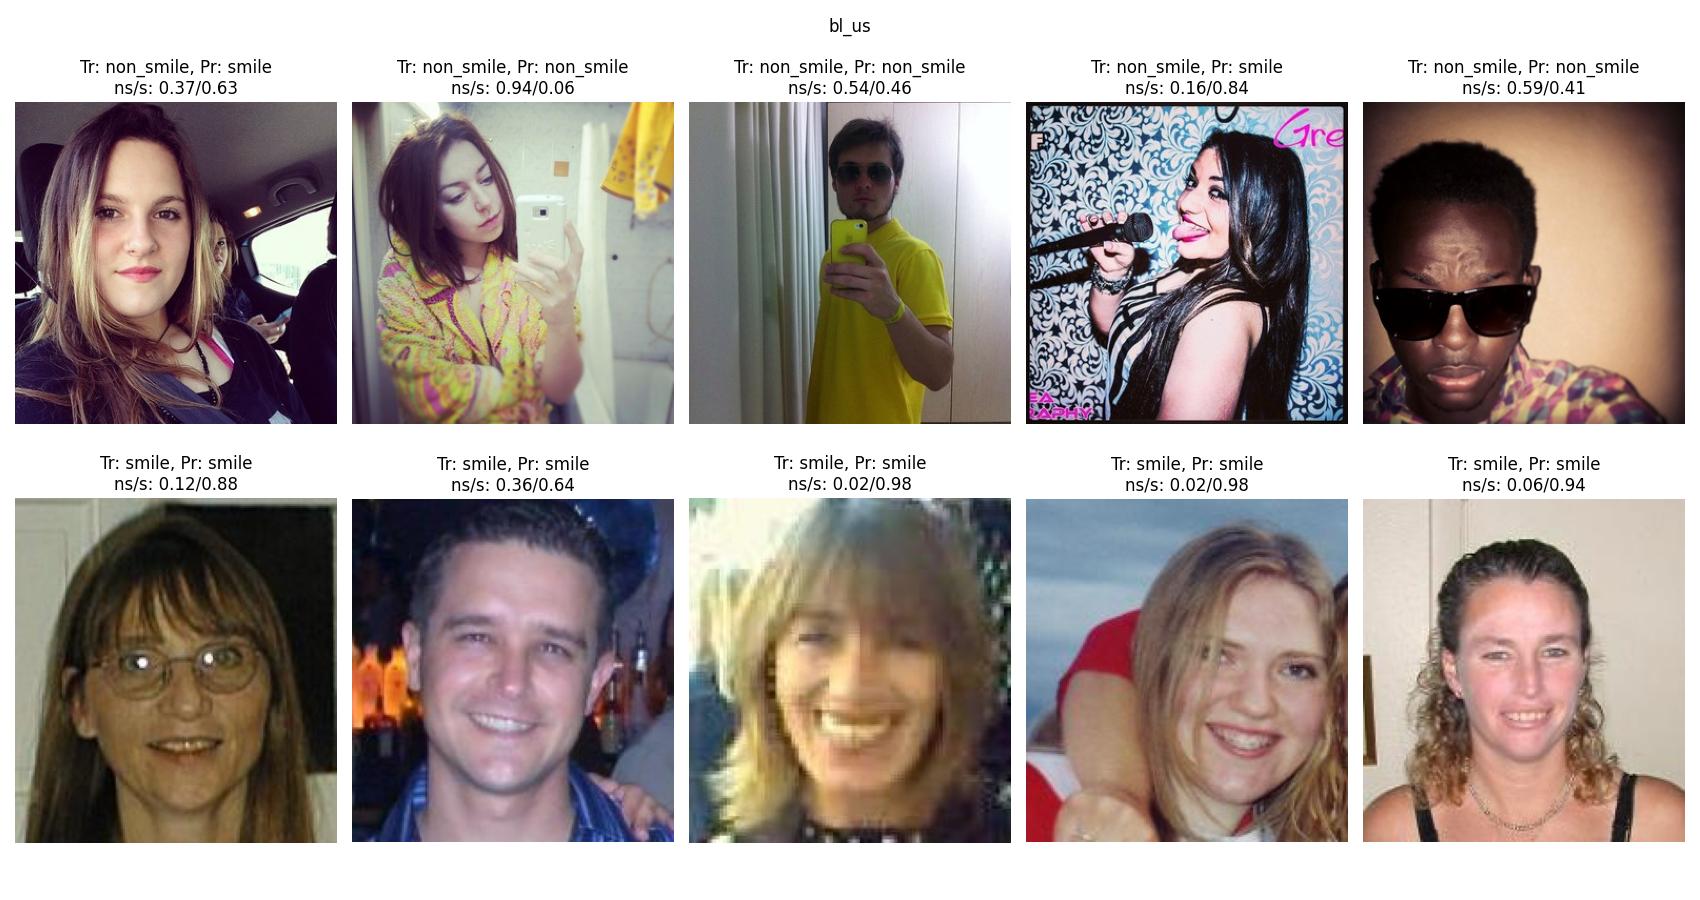 bl_us
Tr: non_smile, Pr: smile
ns/s: 0.37/0.63
Tr: non_smile, Pr: non_smile
ns/s: 0.94/0.06
Tr: non_smile, Pr: non_smile
ns/s: 0.54/0.46
Tr: non_smile, Pr: smile
ns/s: 0.16/0.84
Tr: non_smile, Pr: non_smile
ns/s: 0.59/0.41
Gre
F
EA
RAPHY
Tr: smile, Pr: smile
ns/s: 0.12/0.88
Tr: smile, Pr: smile
ns/s: 0.36/0.64
Tr: smile, Pr: smile
ns/s: 0.02/0.98
Tr: smile, Pr: smile
ns/s: 0.02/0.98
Tr: smile, Pr: smile
ns/s: 0.06/0.94